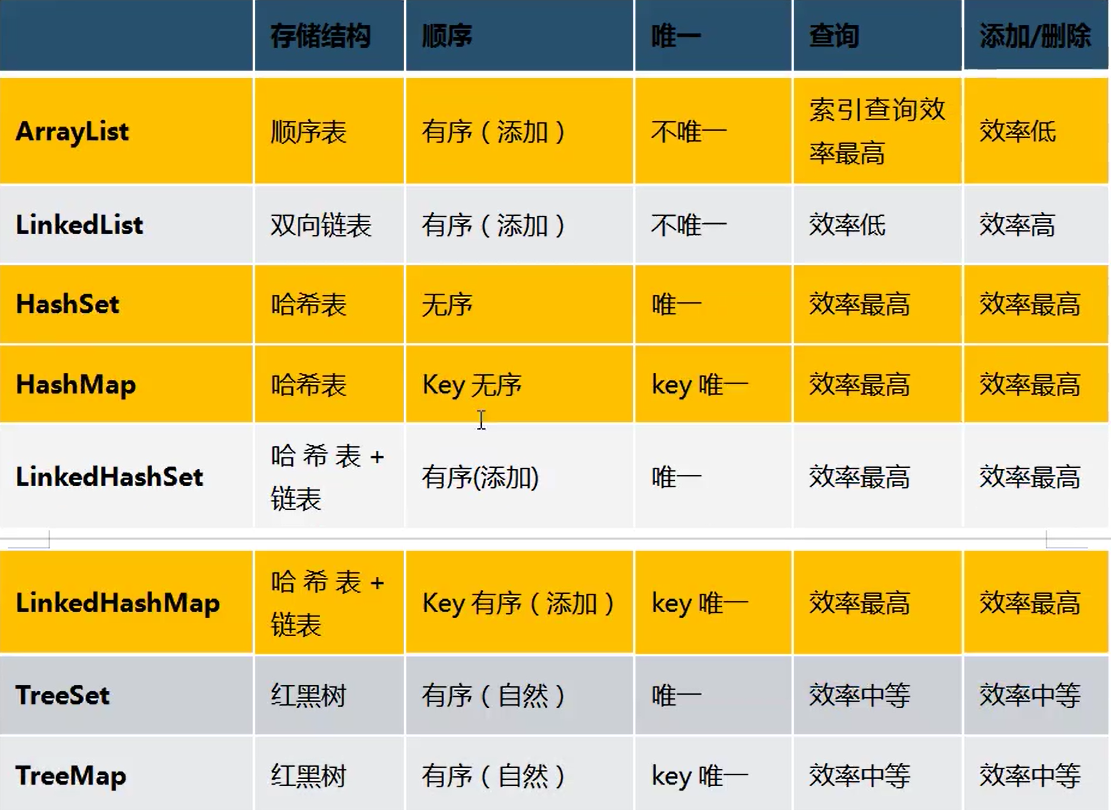 存储结构 顺序 唯一 查询 添加/删除
ArrayList 顺序表 有序（添加） 不唯一 索引查询效
率最高 效率低
LinkedList 双向链表 有序（添加） 不唯一 效率低 效率高
HashSet 哈希表 无序 唯一 效率最高 效率最高
HashMap 哈希表 Key 无序 key 唯一 效率最高 效率最高
LinkedHashSet 哈希表+
链表 有序(添加) 唯一 效率最高 效率最高
LinkedHashMap 哈希表+
链表 Key 有序（添加） key 唯一 效率最高 效率最高
TreeSet 红黑树 有序（自然） 唯一 效率中等 效率中等
TreeMap 红黑树 有序（自然） key 唯一 效率中等 效率中等